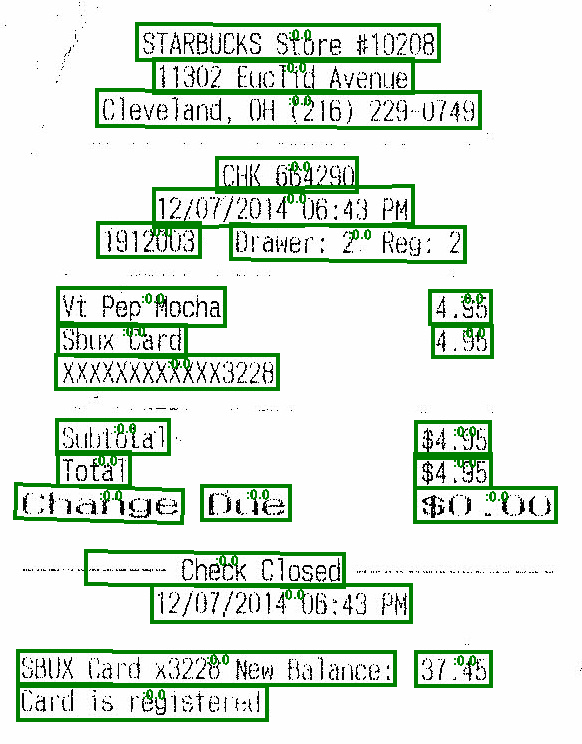 STARBUCKS Store #10208
11302 Euclid Avenue
Cleveland, OH (216) 229-0749
CHK 664290
12/07/2014 06:43 PM
1912003 Drawer: 2 Reg: 2
Vt Pep Mocha 4.95
Sbux Card 4.95
XXXXXXXXXXXX3228
Subtotal $4.95
Total $4.95
Change Due $0.00
Check Closed
12/07/2014 06:43 PM
SBUX Card x3228 New Balance: 37.45
Card is registered